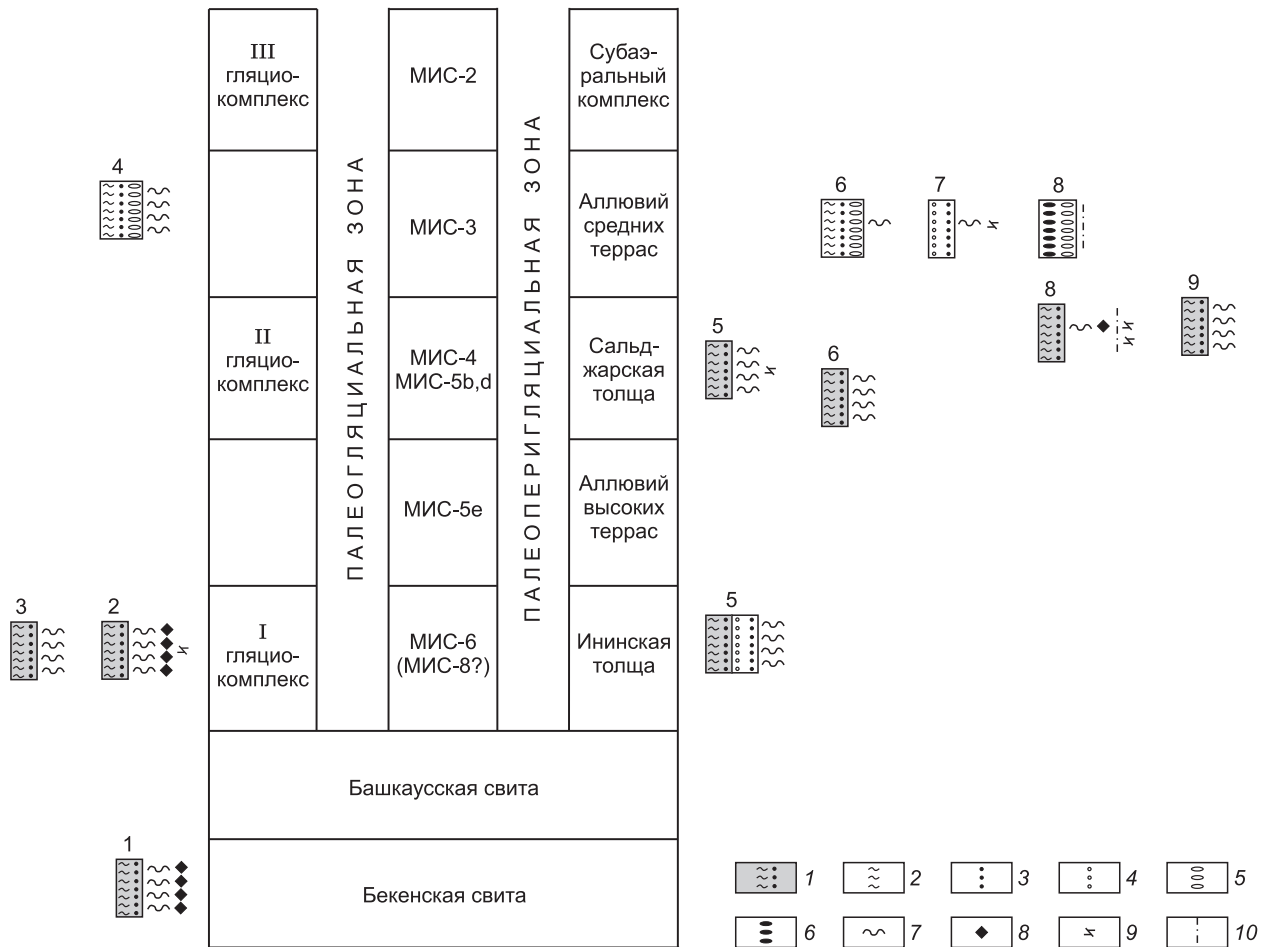 III
гляцио-
комплекс
МИС-2
Субаэ-
ральный
комплекс
ПАЛЕОГЛЯЦИАЛЬНАЯ ЗОНА
ПАЛЕОПЕРИГЛЯЦИАЛЬНАЯ ЗОНА
4
МИС-3
Аллювий
средних
террас
6
7
8
II
гляцио-
комплекс
МИС-4
МИС-5b,d
Сальд-
жарская
толща
5
6
8
9
МИС-5e
Аллювий
высоких
террас
3
2
I
гляцио-
комплекс
МИС-6
(МИС-8?)
Ининская
толща
5
Башкаусская свита
1
Бекенская свита
1
2
3
4
5
6
7
8
9
10